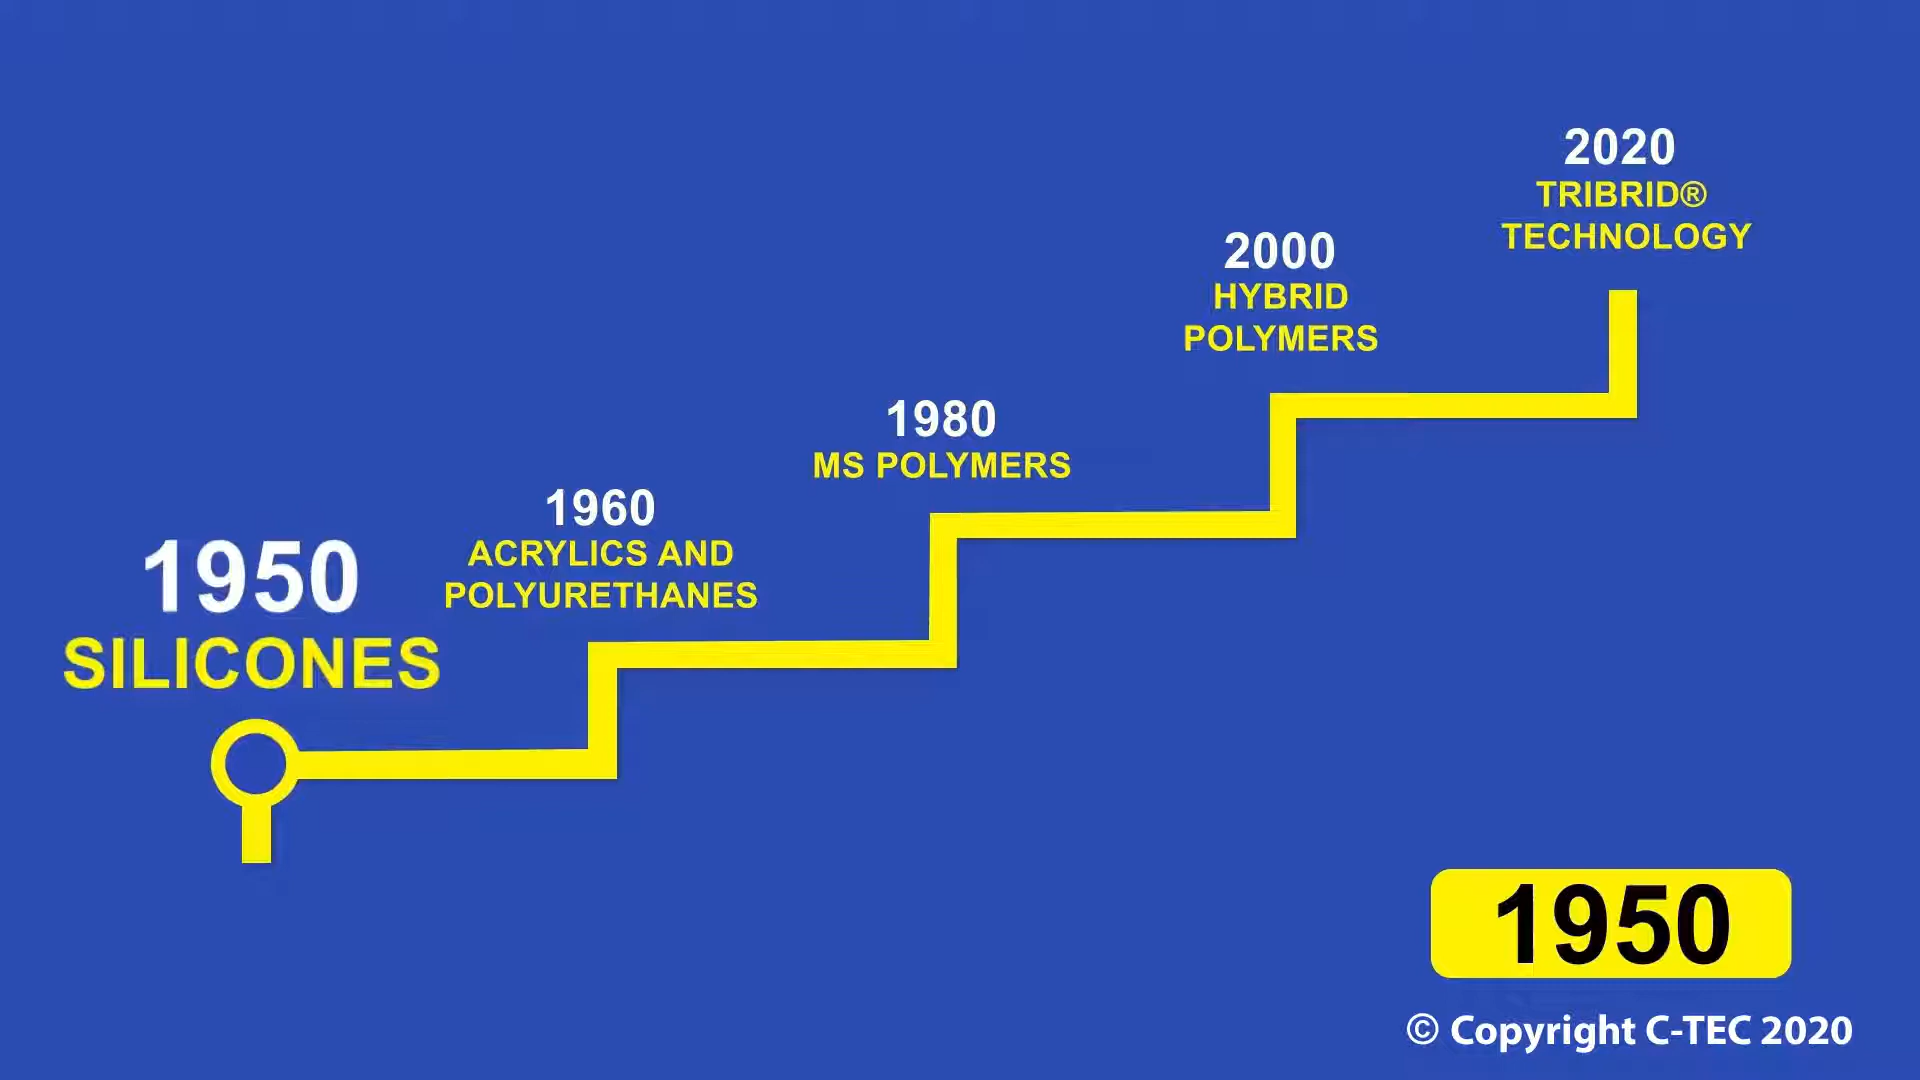 1950
SILICONES
1960
ACRYLICS AND
POLYURETHANES
1980
MS POLYMERS
2000
HYBRID
POLYMERS
2020
TRIBRID®
TECHNOLOGY
1950
© Copyright C-TEC 2020